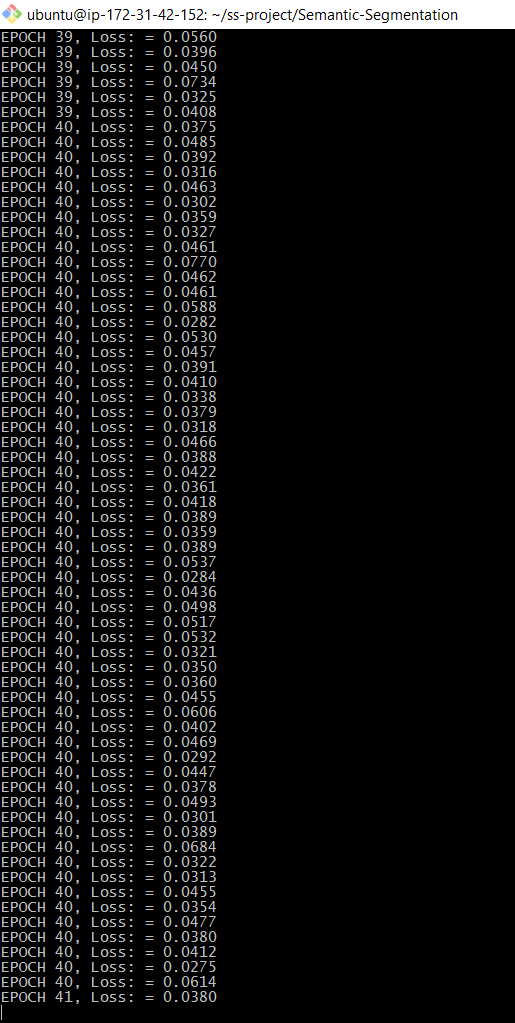 ubuntu@ip-172-31-42-152: ~/ss-project/Semantic-Segmentation
EPOCH 39, Loss: = 0.0560
EPOCH 39, Loss: = 0.0396
EPOCH 39, Loss: = 0.0450
EPOCH 39, Loss: = 0.0734
EPOCH 39, Loss: = 0.0325
EPOCH 39, Loss: = 0.0408
EPOCH 40, Loss: = 0.0375
EPOCH 40, Loss: = 0.0485
EPOCH 40, Loss: = 0.0392
EPOCH 40, Loss: = 0.0316
EPOCH 40, Loss: = 0.0463
EPOCH 40, Loss: = 0.0302
EPOCH 40, Loss: = 0.0359
EPOCH 40, Loss: = 0.0327
EPOCH 40, Loss: = 0.0461
EPOCH 40, Loss: = 0.0770
EPOCH 40, Loss: = 0.0462
EPOCH 40, Loss: = 0.0461
EPOCH 40, Loss: = 0.0588
EPOCH 40, Loss: = 0.0282
EPOCH 40, Loss: = 0.0530
EPOCH 40, Loss: = 0.0457
EPOCH 40, Loss: = 0.0391
EPOCH 40, Loss: = 0.0410
EPOCH 40, Loss: = 0.0338
EPOCH 40, Loss: = 0.0379
EPOCH 40, Loss: = 0.0318
EPOCH 40, Loss: = 0.0466
EPOCH 40, Loss: = 0.0388
EPOCH 40, Loss: = 0.0422
EPOCH 40, Loss: = 0.0361
EPOCH 40, Loss: = 0.0418
EPOCH 40, Loss: = 0.0389
EPOCH 40, Loss: = 0.0359
EPOCH 40, Loss: = 0.0389
EPOCH 40, Loss: = 0.0537
EPOCH 40, Loss: = 0.0284
EPOCH 40, Loss: = 0.0436
EPOCH 40, Loss: = 0.0498
EPOCH 40, Loss: = 0.0517
EPOCH 40, Loss: = 0.0532
EPOCH 40, Loss: = 0.0321
EPOCH 40, Loss: = 0.0350
EPOCH 40, Loss: = 0.0360
EPOCH 40, Loss: = 0.0455
EPOCH 40, Loss: = 0.0606
EPOCH 40, Loss: = 0.0402
EPOCH 40, Loss: = 0.0469
EPOCH 40, Loss: = 0.0292
EPOCH 40, Loss: = 0.0447
EPOCH 40, Loss: = 0.0378
EPOCH 40, Loss: = 0.0493
EPOCH 40, Loss: = 0.0301
EPOCH 40, Loss: = 0.0389
EPOCH 40, Loss: = 0.0684
EPOCH 40, Loss: = 0.0322
EPOCH 40, Loss: = 0.0313
EPOCH 40, Loss: = 0.0455
EPOCH 40, Loss: = 0.0354
EPOCH 40, Loss: = 0.0477
EPOCH 40, Loss: = 0.0380
EPOCH 40, Loss: = 0.0412
EPOCH 40, Loss: = 0.0275
EPOCH 40, Loss: = 0.0614
EPOCH 41, Loss: = 0.0380